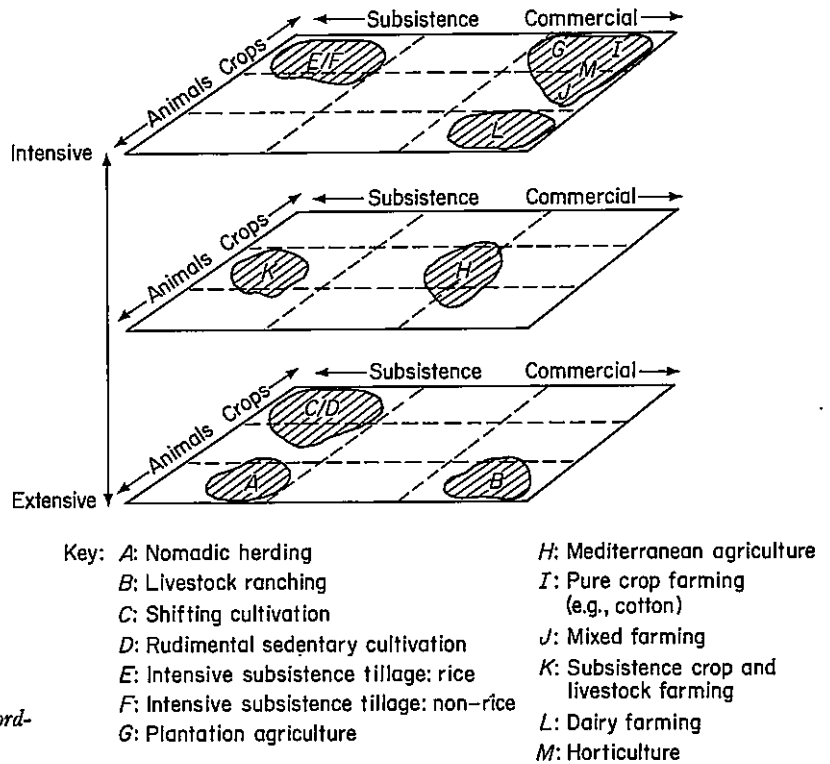 Subsistence Commercial
Animals Crops
E/F G I
M
J
L
Intensive
Subsistence Commercial
Animals Crops
K H
Subsistence Commercial
Animals Crops
C/D
A B
Extensive
Key: A: Nomadic herding
B: Livestock ranching
C: Shifting cultivation
D: Rudimental sedentary cultivation
E: Intensive subsistence tillage: rice
F: Intensive subsistence tillage: non-rice
G: Plantation agriculture
H: Mediterranean agriculture
I: Pure crop farming
(e.g., cotton)
J: Mixed farming
K: Subsistence crop and
livestock farming
L: Dairy farming
M: Horticulture
ord-